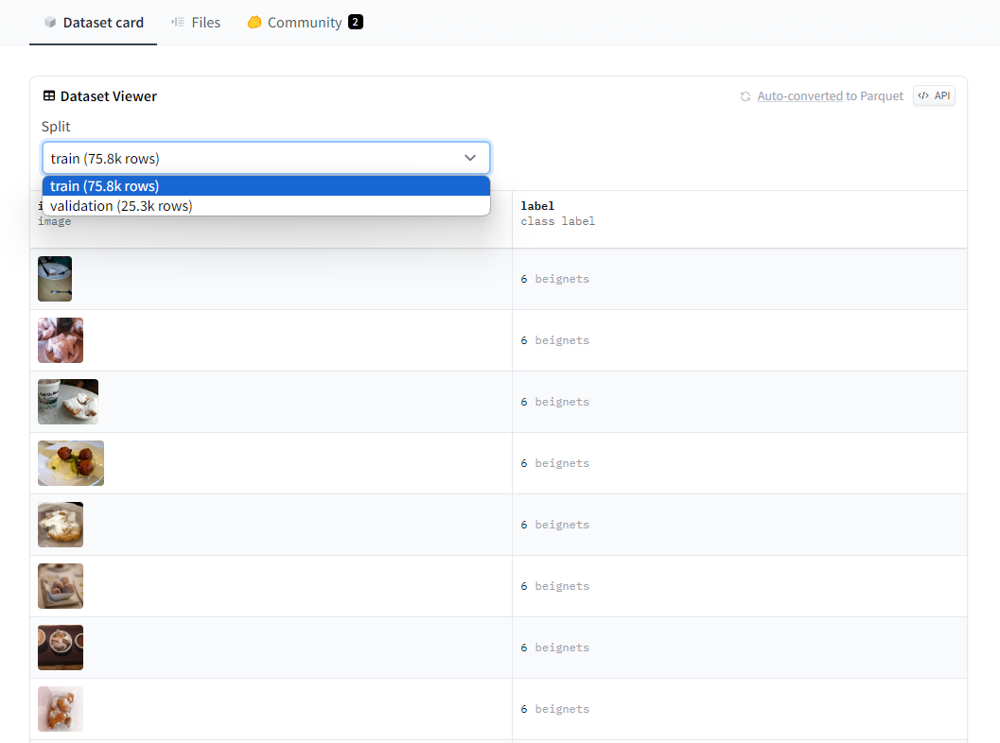 Dataset card Files Community 2
Dataset Viewer Auto-converted to Parquet API
Split
train (75.8k rows)
train (75.8k rows)
validation (25.3k rows)
label
image class label
6 beignets
6 beignets
6 beignets
6 beignets
6 beignets
6 beignets
6 beignets
6 beignets